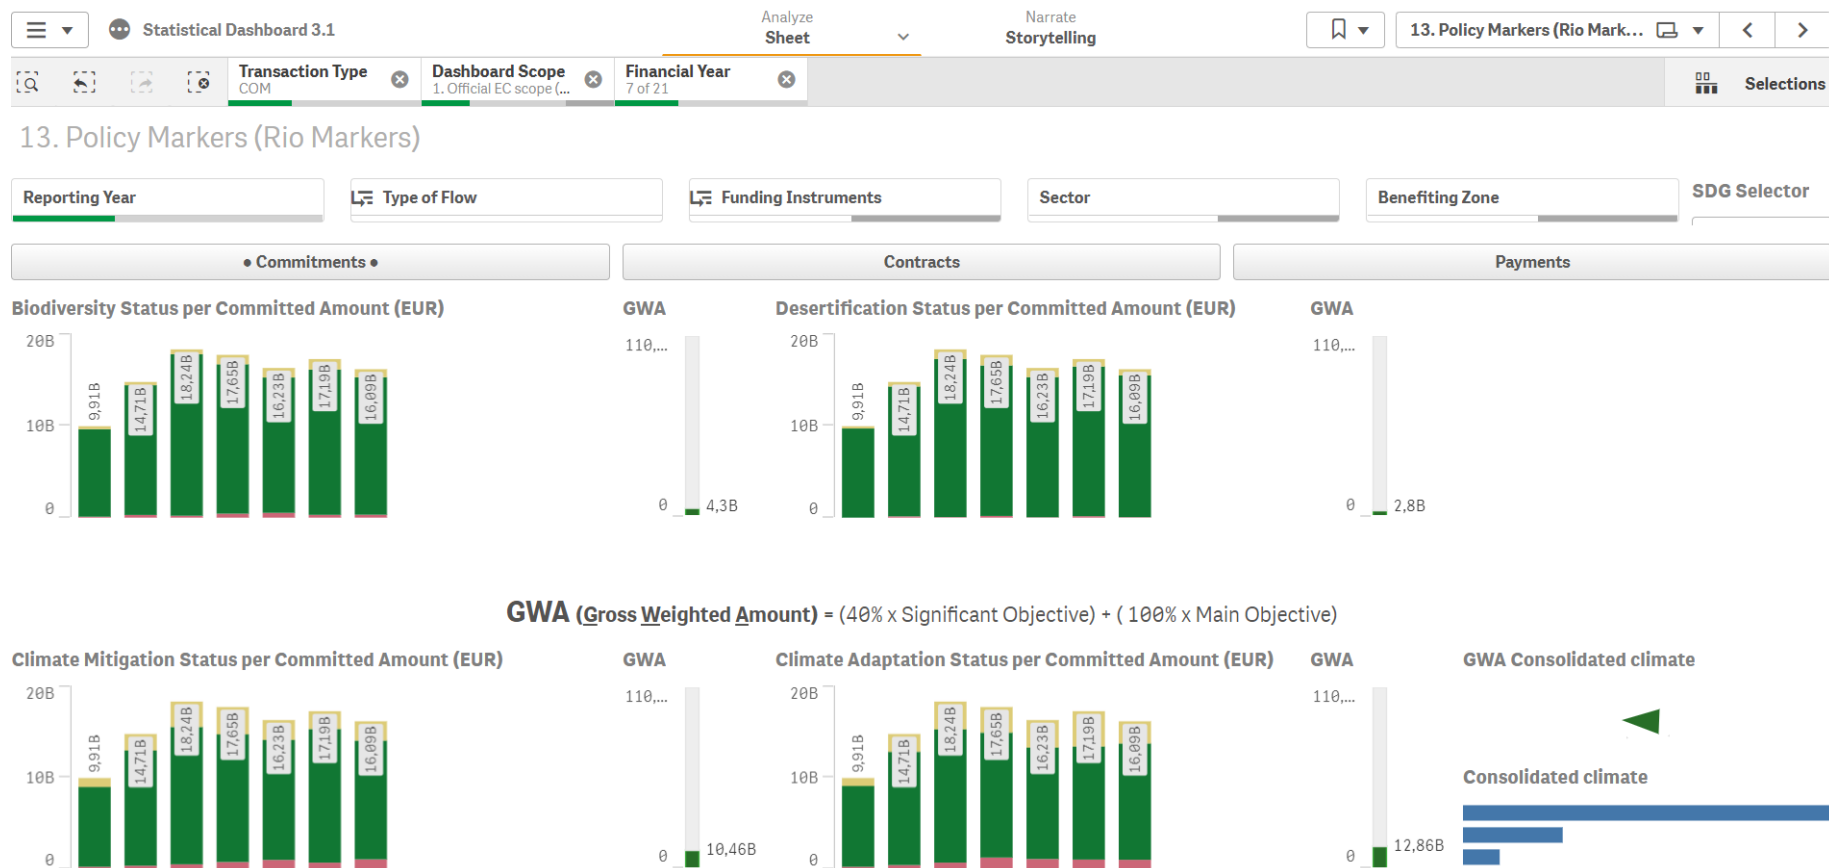 Statistical Dashboard 3.1
Analyze
Sheet
Narrate
Storytelling
13. Policy Markers (Rio Mark...
Transaction Type
COM
Dashboard Scope
1. Official EC scope (...
Financial Year
7 of 21
Selections
13. Policy Markers (Rio Markers)
Reporting Year
Type of Flow
Funding Instruments
Sector
Benefiting Zone
SDG Selector
• Commitments •
Contracts
Payments
Biodiversity Status per Committed Amount (EUR)
20B
10B
0
9,91B
14,71B
18,24B
17,65B
16,23B
17,19B
16,09B
GWA
110,...
0
4,3B
Desertification Status per Committed Amount (EUR)
20B
10B
0
9,91B
14,71B
18,24B
17,65B
16,23B
17,19B
16,09B
GWA
110,...
0
2,8B
GWA (Gross Weighted Amount) = (40% x Significant Objective) + ( 100% x Main Objective)
Climate Mitigation Status per Committed Amount (EUR)
20B
10B
0
9,91B
14,71B
18,24B
17,65B
16,23B
17,19B
16,09B
GWA
110,...
0
10,46B
Climate Adaptation Status per Committed Amount (EUR)
20B
10B
0
9,91B
14,71B
18,24B
17,65B
16,23B
17,19B
16,09B
GWA
110,...
0
12,86B
GWA Consolidated climate
Consolidated climate